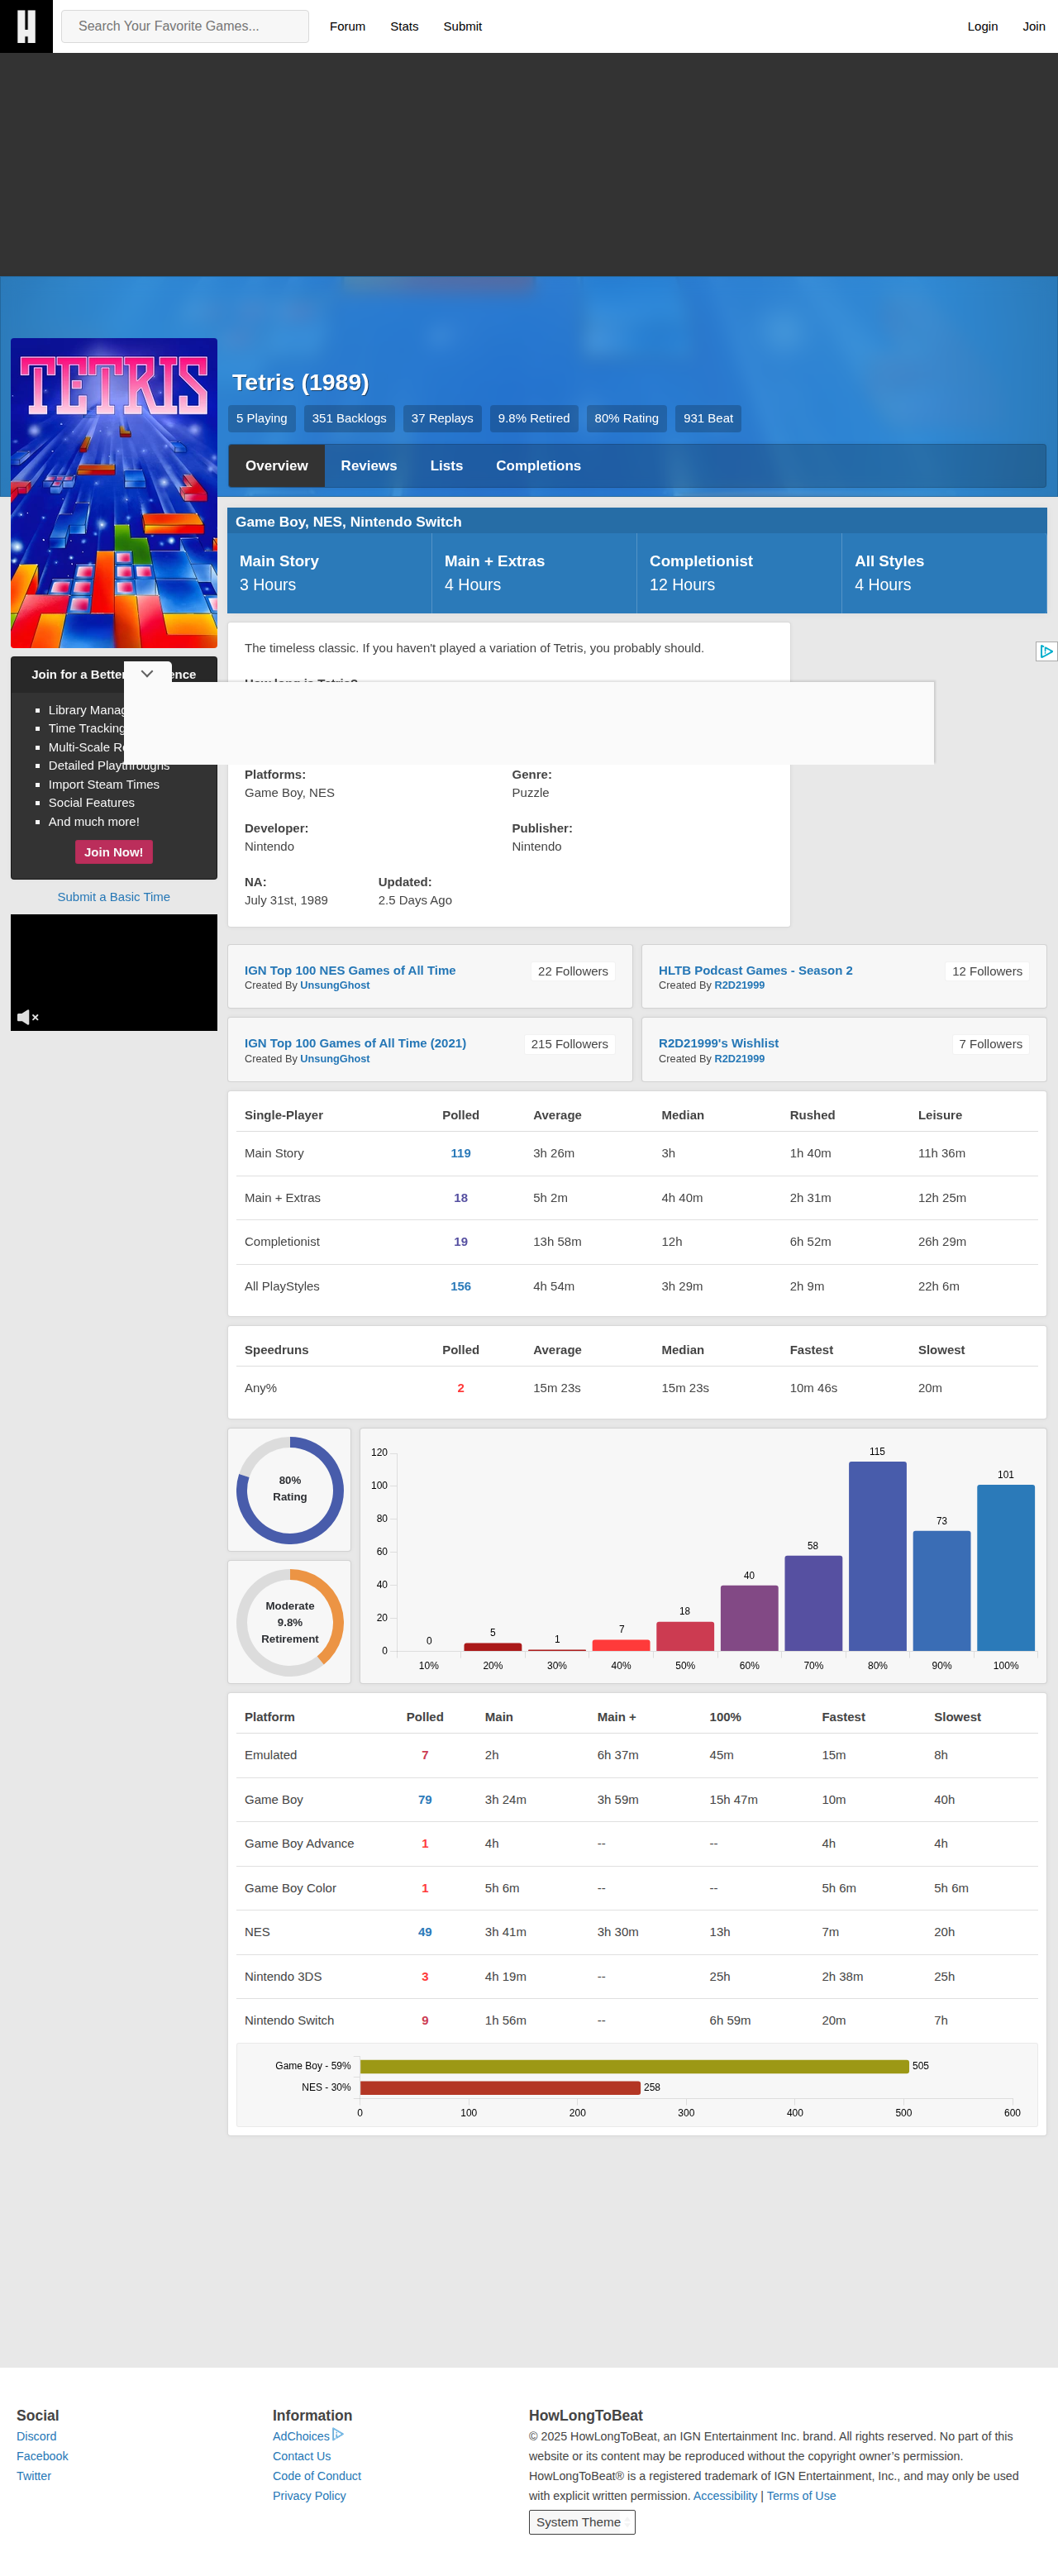 Search Your Favorite Games...
Forum
Stats
Submit
Login
Join
TETRIS
Tetris (1989)
5 Playing
351 Backlogs
37 Replays
9.8% Retired
80% Rating
931 Beat
Overview
Reviews
Lists
Completions
Game Boy, NES, Nintendo Switch
Main Story
3 Hours
Main + Extras
4 Hours
Completionist
12 Hours
All Styles
4 Hours
The timeless classic. If you haven't played a variation of Tetris, you probably should.
Join for a Better
Library
Time Tracking
Multi-Scale
Detailed Playthroughs
Import Steam Times
Social Features
And much more!
Join Now!
Submit a Basic Time
Platforms:
Game Boy, NES
Genre:
Puzzle
Developer:
Nintendo
Publisher:
Nintendo
NA:
July 31st, 1989
Updated:
2.5 Days Ago
IGN Top 100 NES Games of All Time
Created By UnsungGhost
22 Followers
HLTB Podcast Games - Season 2
Created By R2D21999
12 Followers
IGN Top 100 Games of All Time (2021)
Created By UnsungGhost
215 Followers
R2D21999's Wishlist
Created By R2D21999
7 Followers
Single-Player Polled Average Median Rushed Leisure
Main Story 119 3h 26m 3h 1h 40m 11h 36m
Main + Extras 18 5h 2m 4h 40m 2h 31m 12h 25m
Completionist 19 13h 58m 12h 6h 52m 26h 29m
All PlayStyles 156 4h 54m 3h 29m 2h 9m 22h 6m
Speedruns Polled Average Median Fastest Slowest
Any% 2 15m 23s 15m 23s 10m 46s 20m
80%
Rating
Moderate
9.8%
Retirement
120
100
80
60
40
20
0
0 5 1 7 18 40 58 115 73 101
10% 20% 30% 40% 50% 60% 70% 80% 90% 100%
Platform Polled Main Main + 100% Fastest Slowest
Emulated 7 2h 6h 37m 45m 15m 8h
Game Boy 79 3h 24m 3h 59m 15h 47m 10m 40h
Game Boy Advance 1 4h -- -- 4h 4h
Game Boy Color 1 5h 6m -- -- 5h 6m 5h 6m
NES 49 3h 41m 3h 30m 13h 7m 20h
Nintendo 3DS 3 4h 19m -- 25h 2h 38m 25h
Nintendo Switch 9 1h 56m -- 6h 59m 20m 7h
Game Boy - 59% 505
NES - 30% 258
0 100 200 300 400 500 600
Social
Discord
Facebook
Twitter
Information
AdChoices
Contact Us
Code of Conduct
Privacy Policy
HowLongToBeat
© 2025 HowLongToBeat, an IGN Entertainment Inc. brand. All rights reserved. No part of this
website or its content may be reproduced without the copyright owner’s permission.
HowLongToBeat® is a registered trademark of IGN Entertainment, Inc., and may only be used
with explicit written permission. Accessibility | Terms of Use
System Theme